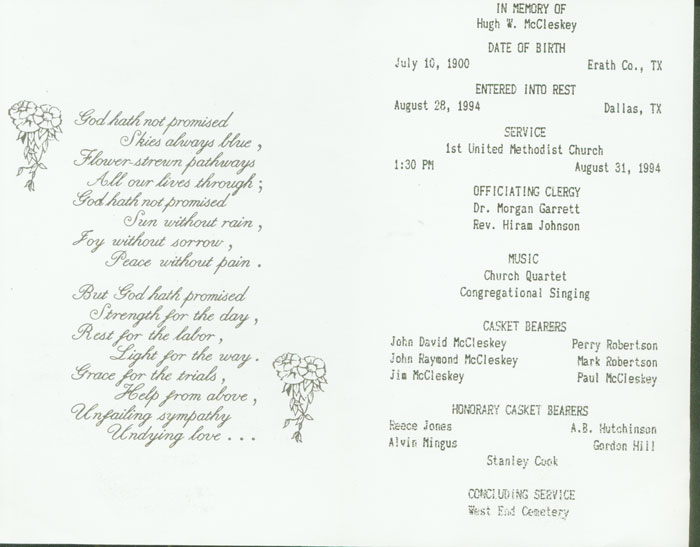 God hath not promised
Skies always blue,
Flower-strewn pathways
All our lives through;
God hath not promised
Sun without rain,
Joy without sorrow,
Peace without pain.
But God hath promised
Strength for the day,
Rest for the labor,
Light for the way.
Grace for the trials,
Help from above,
Unfailing sympathy
Undying love...
IN MEMORY OF
Hugh W. McCleskey
DATE OF BIRTH
July 10, 1900 Erath Co., TX
ENTERED INTO REST
August 28, 1994 Dallas, TX
SERVICE
1st United Methodist Church
1:30 PM August 31, 1994
OFFICIATING CLERGY
Dr. Morgan Garrett
Rev. Hiram Johnson
MUSIC
Church Quartet
Congregational Singing
CASKET BEARERS
John David McCleskey Perry Robertson
John Raymond McCleskey Mark Robertson
Jim McCleskey Paul McCleskey
HONORARY CASKET BEARERS
Reece Jones A.B. Hutchinson
Alvin Mingus Gordon Hill
Stanley Cook
CONCLUDING SERVICE
West End Cemetery